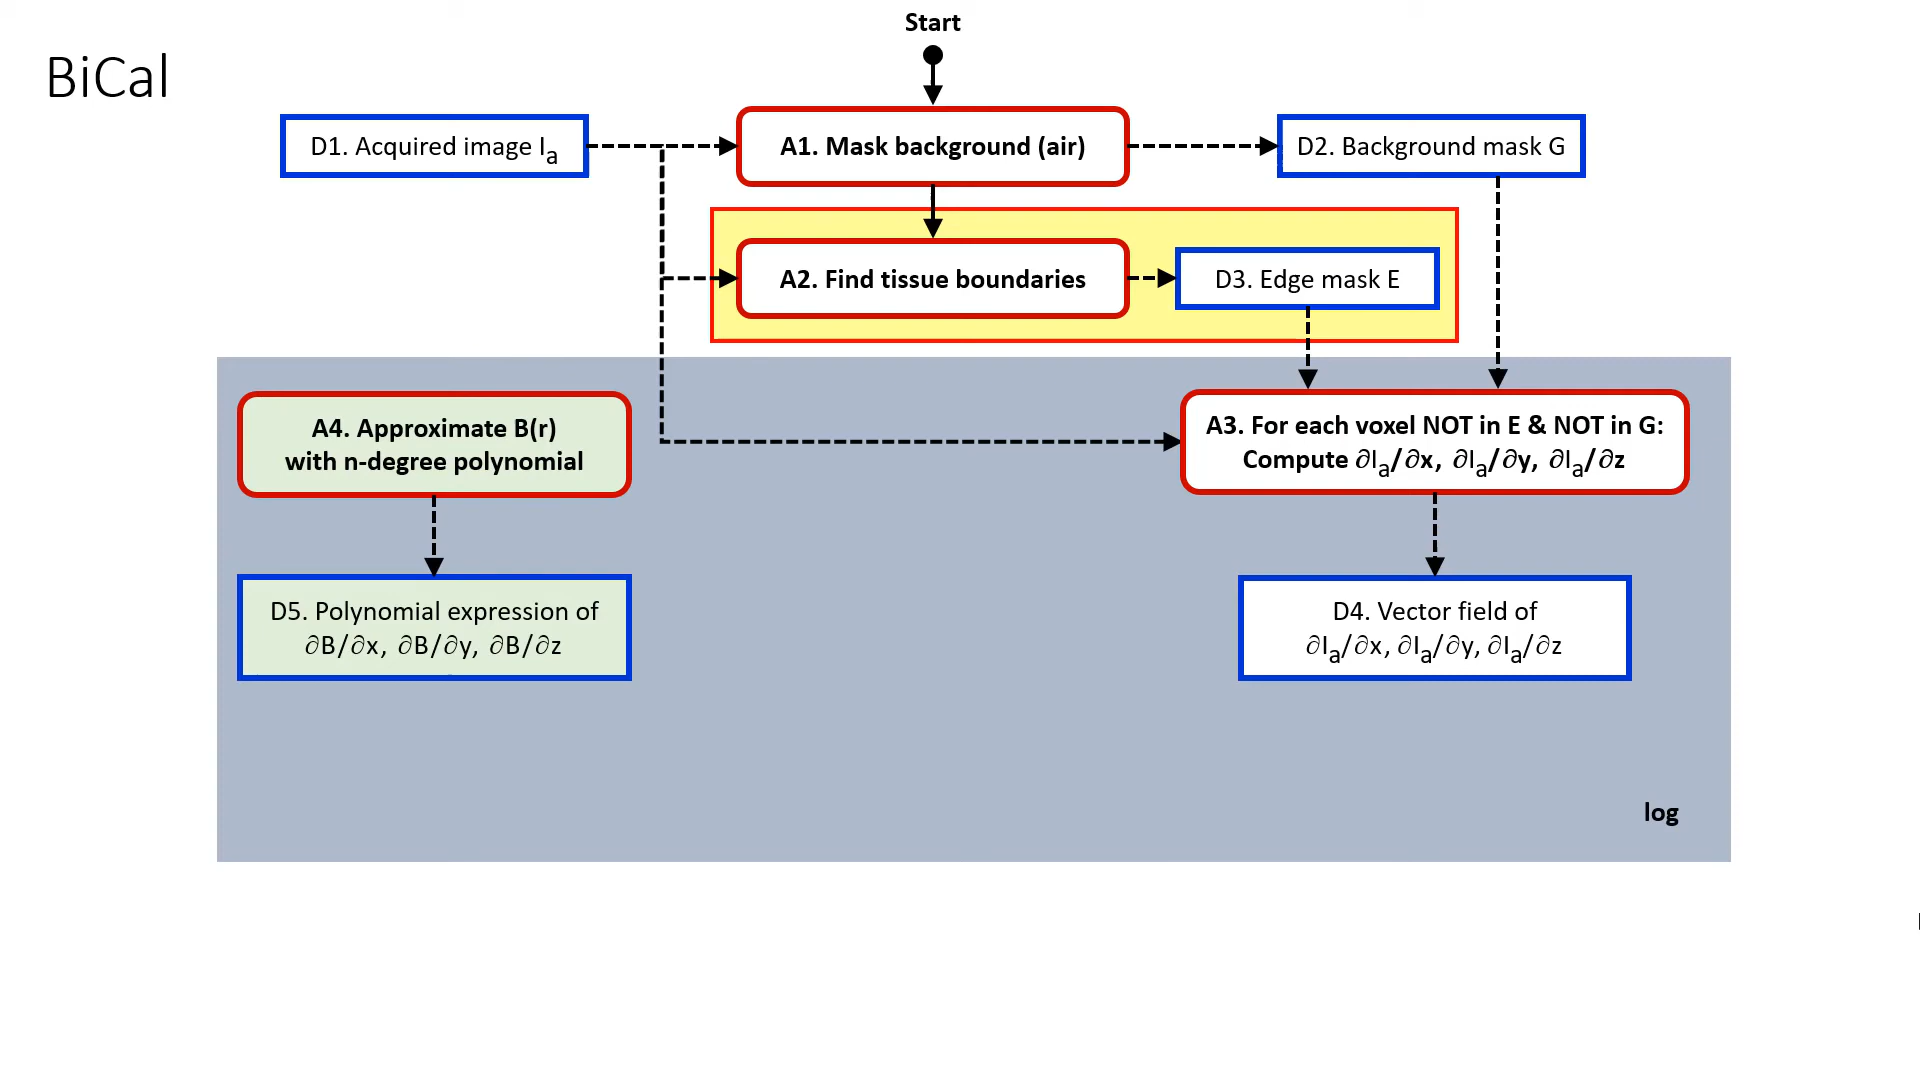 Start
BiCal
D1. Acquired image Ia
A1. Mask background (air)
D2. Background mask G
A2. Find tissue boundaries
D3. Edge mask E
A4. Approximate B(r)
with n-degree polynomial
A3. For each voxel NOT in E & NOT in G:
Compute ∂Ia/∂x, ∂Ia/∂y, ∂Ia/∂z
D5. Polynomial expression of
∂B/∂x, ∂B/∂y, ∂B/∂z
D4. Vector field of
∂Ia/∂x, ∂Ia/∂y, ∂Ia/∂z
log